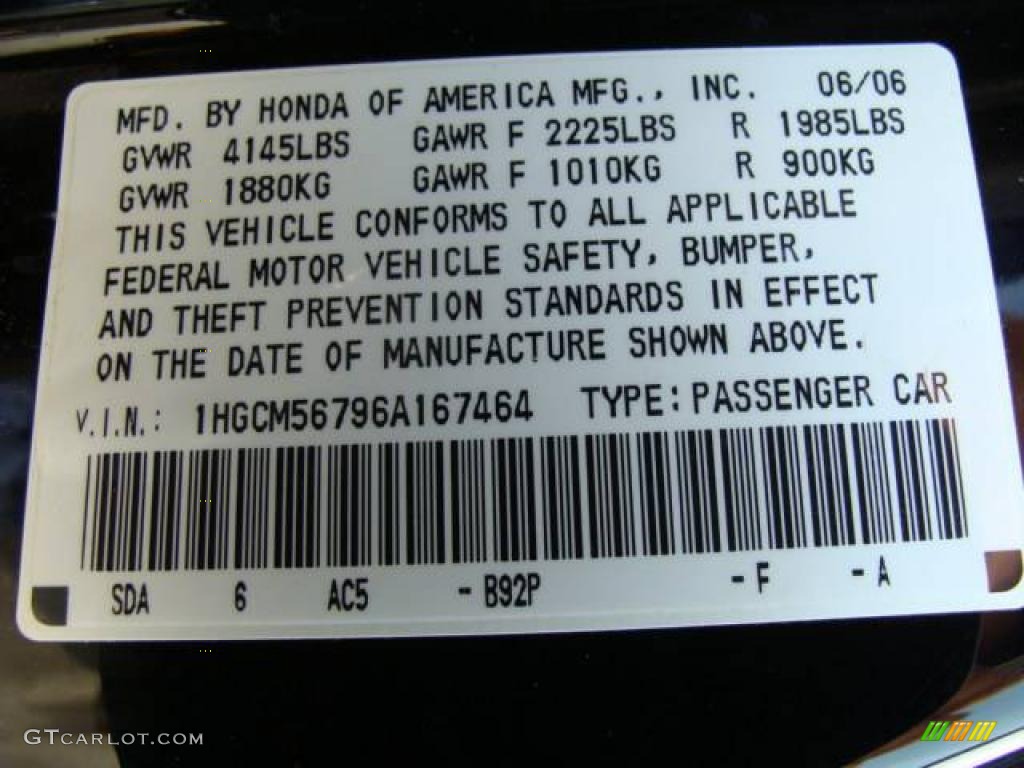 MFD. BY HONDA OF AMERICA MFG., INC. 06/06
GVWR 4145LBS GAWR F 2225LBS R 1985LBS
GVWR 1880KG GAWR F 1010KG R 900KG
THIS VEHICLE CONFORMS TO ALL APPLICABLE
FEDERAL MOTOR VEHICLE SAFETY, BUMPER,
AND THEFT PREVENTION STANDARDS IN EFFECT
ON THE DATE OF MANUFACTURE SHOWN ABOVE.
V.I.N.: 1HGCM56796A167464 TYPE: PASSENGER CAR
SDA 6 AC5 - B92P - F - A
GTCARLOT.COM